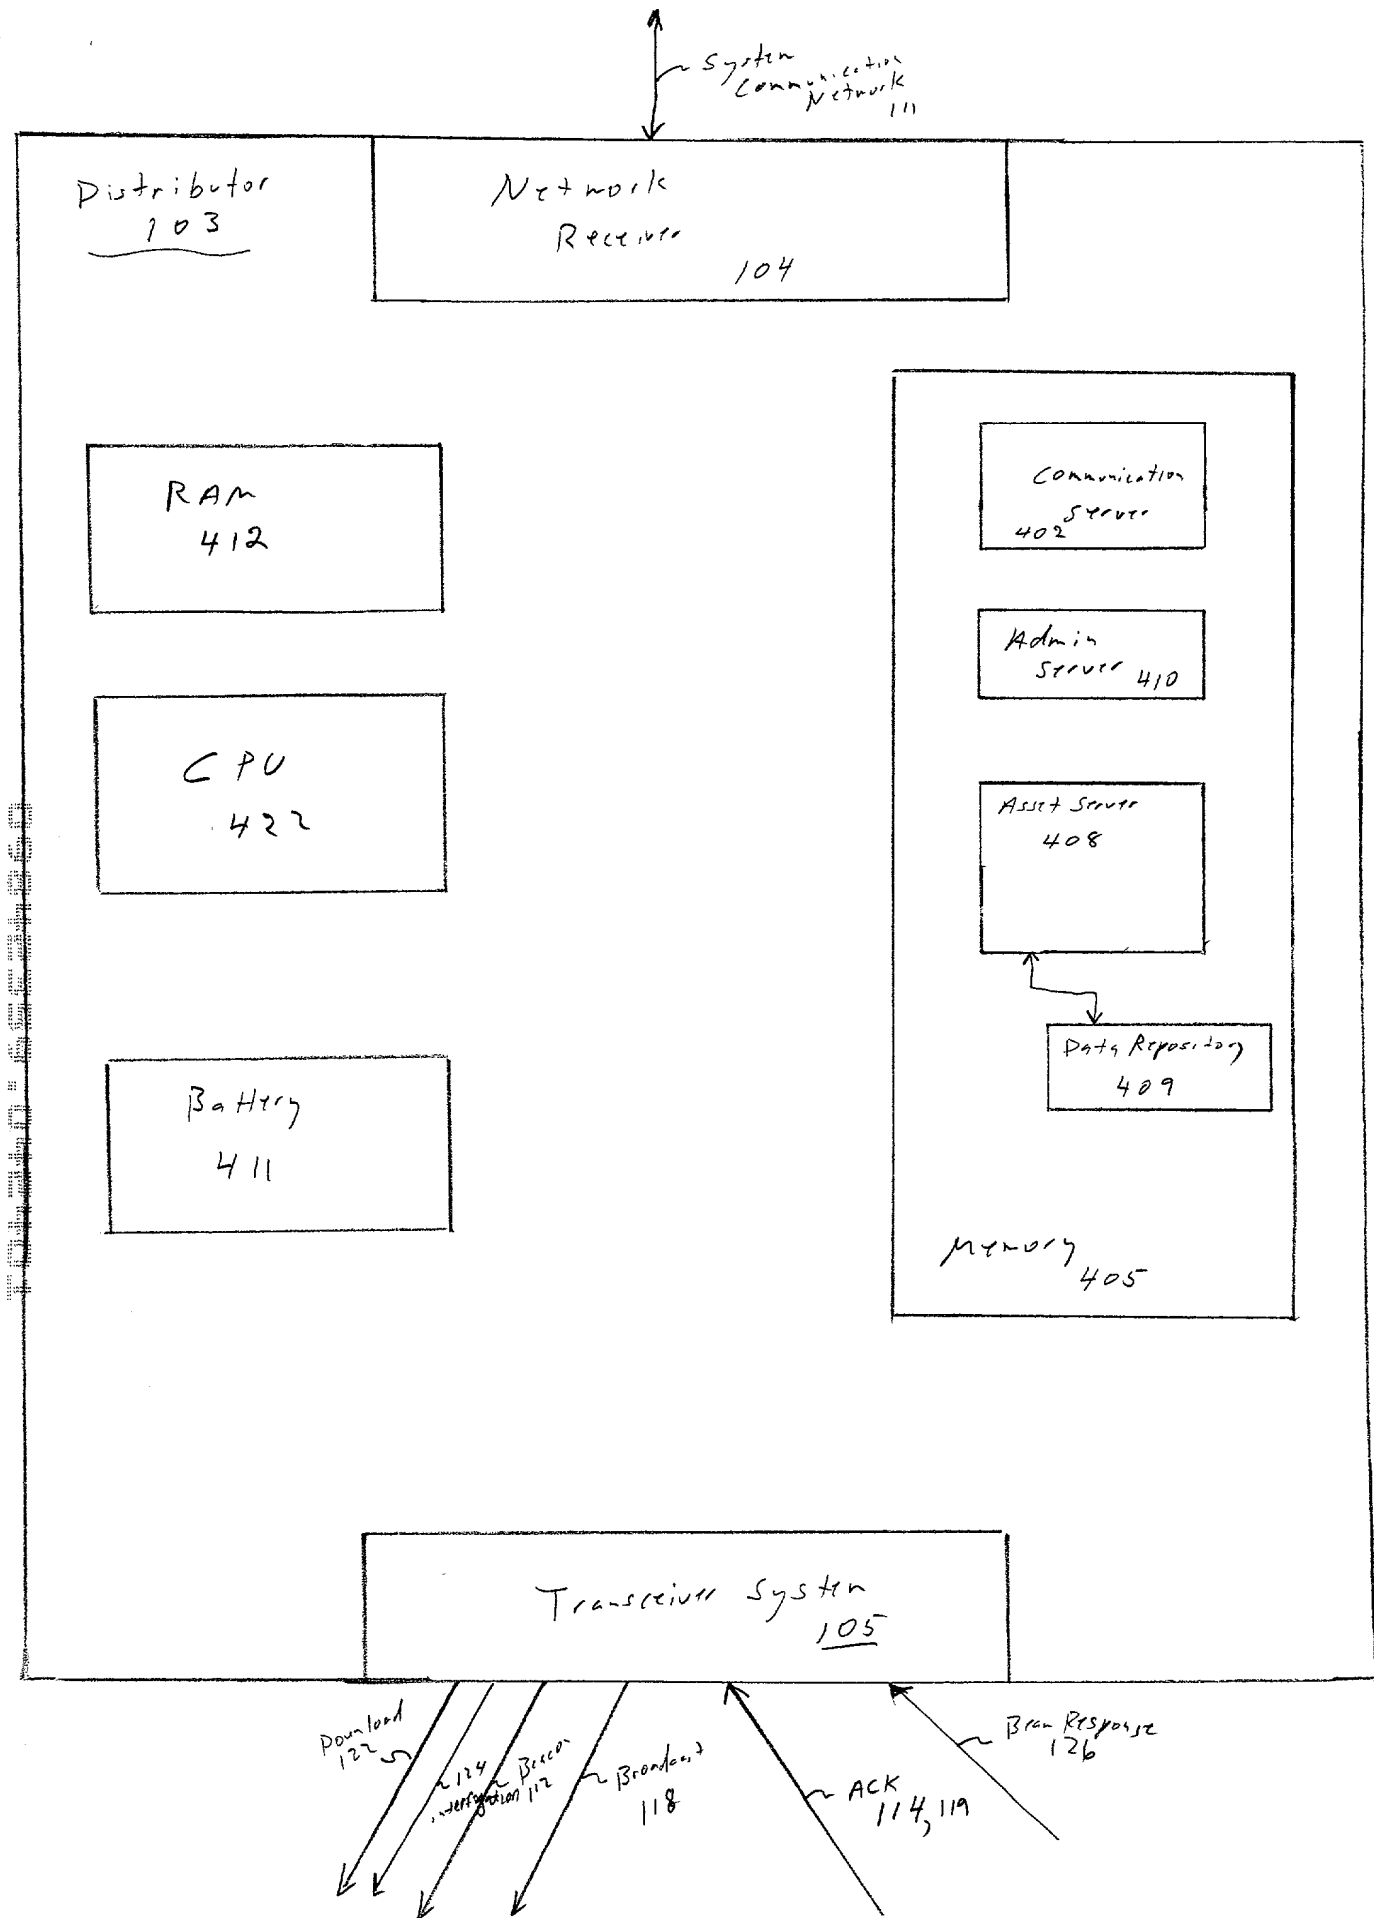 System
Communication
Network
111
Distributor
103
Network
Receiver
104
RAM
412
Communication
Server
402
Admin
Server 410
CPU
422
Asset Server
408
Data Repository
409
Battery
411
Memory
405
Transceiver System
105
Download
122
124
interrogation
Beacon
112
Broadcast
118
ACK
114, 119
Beam Response
126